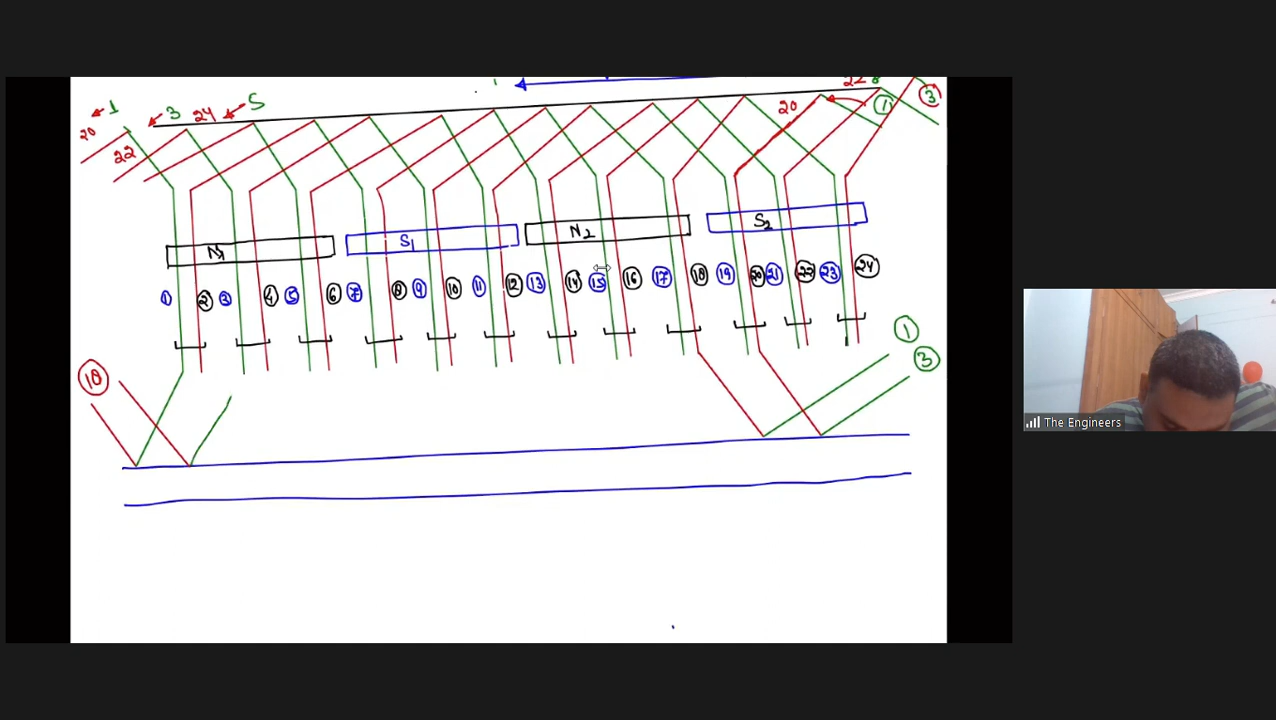 1 3 24 S 20 22 8
20 22 1 3
N1 S1 N2 S2
1 2 3 4 5 6 7 8 9 10 11 12 13 14 15 16 17 18 19 20 21 22 23 24
1
18 3
The Engineers